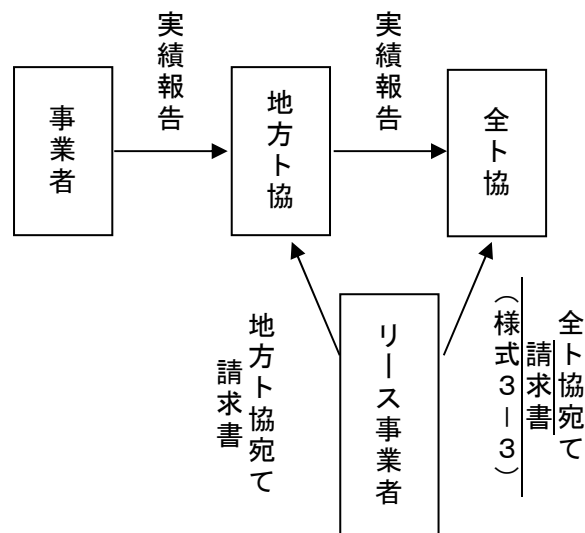 事業者
実績報告
地方ト協
実績報告
全ト協
地方ト協宛て
請求書
リース事業者
全ト協宛て
請求書
（様式３－３）